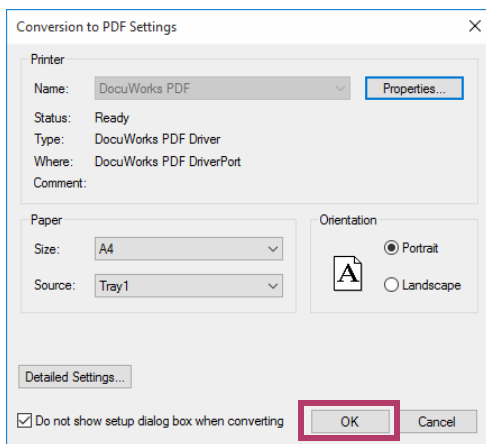 Conversion to PDF Settings
Printer
Name: DocuWorks PDF Properties...
Status: Ready
Type: DocuWorks PDF Driver
Where: DocuWorks PDF DriverPort
Comment:
Paper
Size: A4
Source: Tray1
Orientation
A
Portrait
Landscape
Detailed Settings...
Do not show setup dialog box when converting OK Cancel